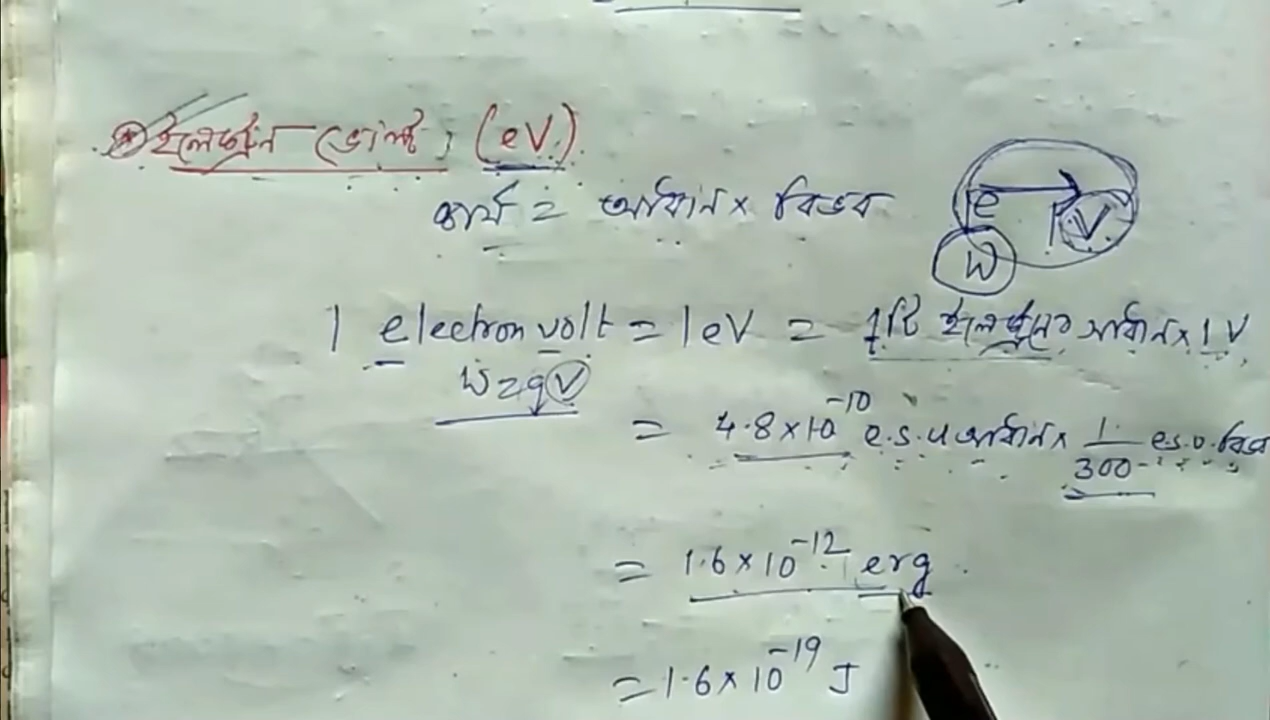 ইলেকট্রন ভোল্ট (eV)
কার্য = আধান × বিভব
e V
W
1 electron volt = 1eV = 1টি ইলেকট্রনের আধান × 1 V
W = qV
= 4.8×10⁻¹⁰ e.s.u আধান × 1/300 e.s.u. বিভব
= 1.6×10⁻¹² erg
= 1.6×10⁻¹⁹ J